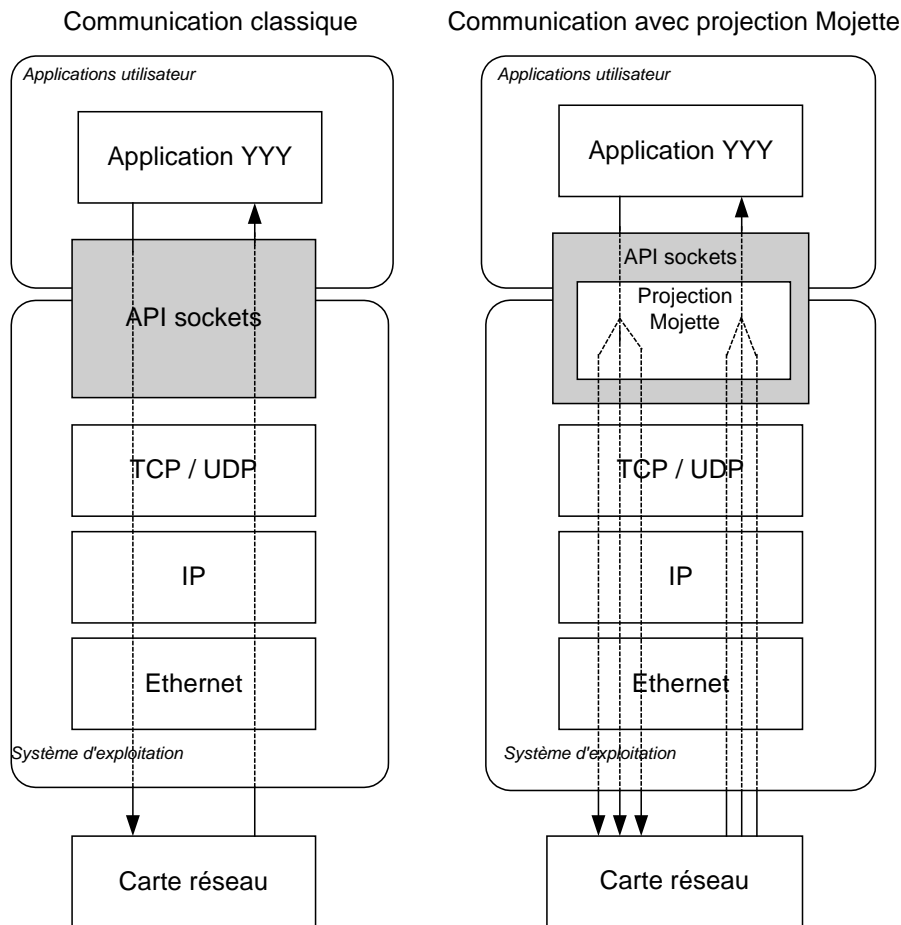 Communication classique
Applications utilisateur
Application YYY
API sockets
TCP / UDP
IP
Ethernet
Système d'exploitation
Carte réseau
Communication avec projection Mojette
Applications utilisateur
Application YYY
API sockets
Projection
Mojette
TCP / UDP
IP
Ethernet
Système d'exploitation
Carte réseau